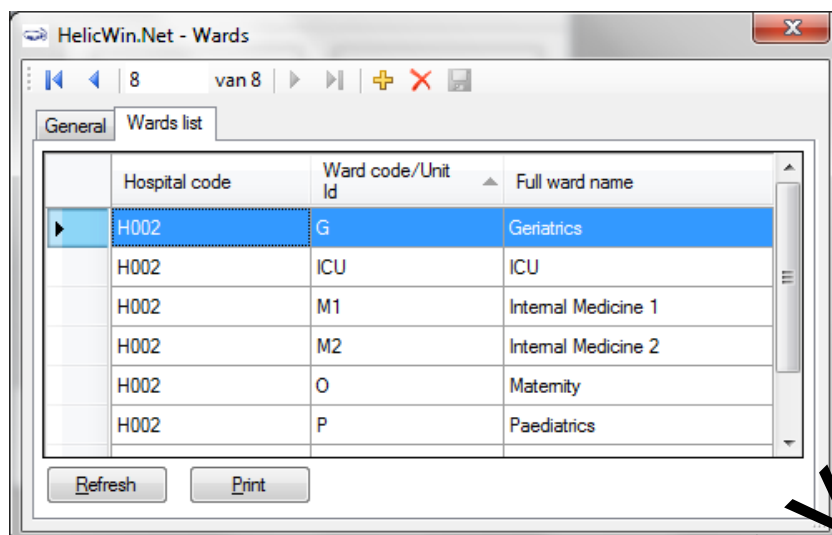 HelicWin.Net - Wards
8 van 8
General Wards list
Hospital code Ward code/Unit Id Full ward name
H002 G Geriatrics
H002 ICU ICU
H002 M1 Internal Medicine 1
H002 M2 Internal Medicine 2
H002 O Maternity
H002 P Paediatrics
Refresh Print